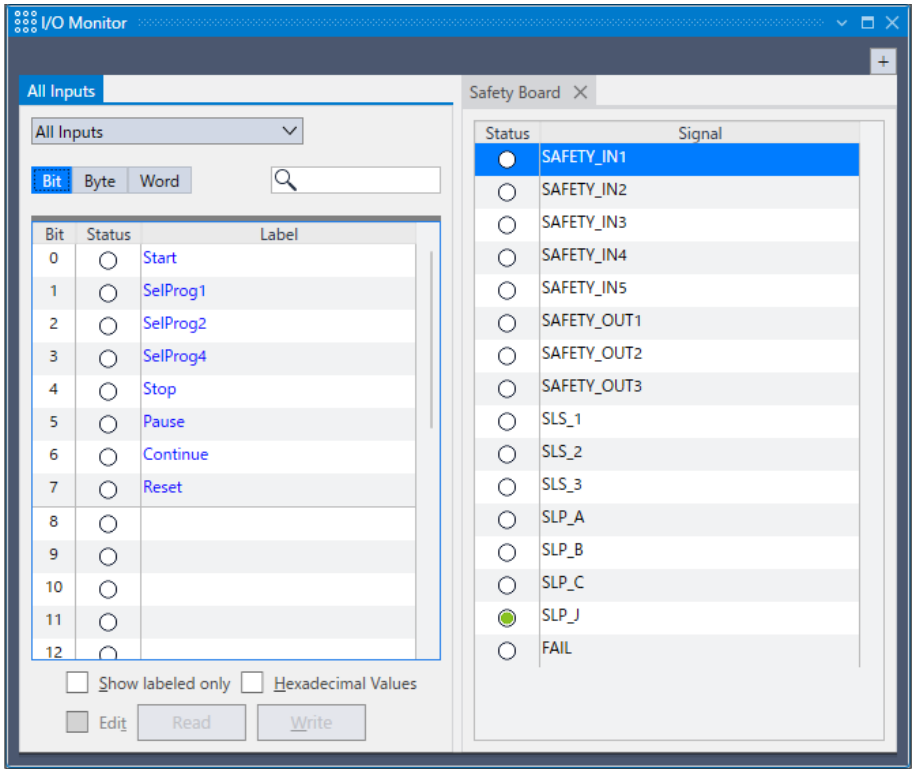 I/O Monitor
+
All Inputs
All Inputs
Bit Byte Word
Bit Status Label
0 Start
1 SelProg1
2 SelProg2
3 SelProg4
4 Stop
5 Pause
6 Continue
7 Reset
8
9
10
11
12
Show labeled only Hexadecimal Values
Edit Read Write
Safety Board
Status Signal
SAFETY_IN1
SAFETY_IN2
SAFETY_IN3
SAFETY_IN4
SAFETY_IN5
SAFETY_OUT1
SAFETY_OUT2
SAFETY_OUT3
SLS_1
SLS_2
SLS_3
SLP_A
SLP_B
SLP_C
SLP_J
FAIL